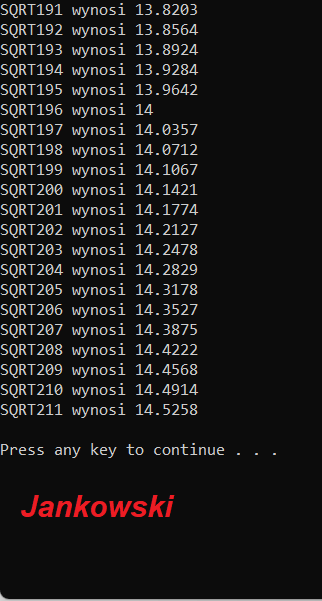 SQRT191 wynosi 13.8203
SQRT192 wynosi 13.8564
SQRT193 wynosi 13.8924
SQRT194 wynosi 13.9284
SQRT195 wynosi 13.9642
SQRT196 wynosi 14
SQRT197 wynosi 14.0357
SQRT198 wynosi 14.0712
SQRT199 wynosi 14.1067
SQRT200 wynosi 14.1421
SQRT201 wynosi 14.1774
SQRT202 wynosi 14.2127
SQRT203 wynosi 14.2478
SQRT204 wynosi 14.2829
SQRT205 wynosi 14.3178
SQRT206 wynosi 14.3527
SQRT207 wynosi 14.3875
SQRT208 wynosi 14.4222
SQRT209 wynosi 14.4568
SQRT210 wynosi 14.4914
SQRT211 wynosi 14.5258
Press any key to continue . . .
Jankowski